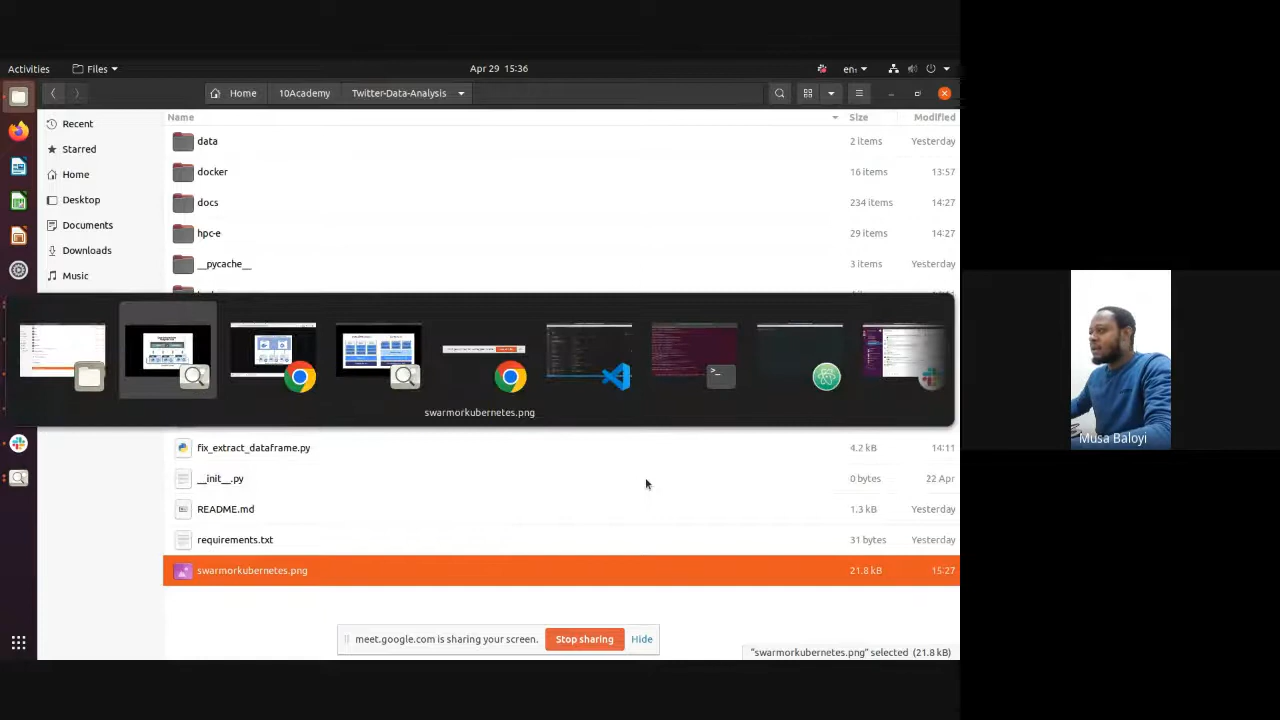 Activities Files Apr 29 15:36 en₁
Home 10Academy Twitter-Data-Analysis
Name Size Modified
Recent
Starred
Home
Desktop
Documents
Downloads
Music
data 2 items Yesterday
docker 16 items 13:57
docs 234 items 14:27
hpc-e 29 items 14:27
__pycache__ 3 items Yesterday
swarmorkubernetes.png
fix_extract_dataframe.py 4.2 kB 14:11
__init__.py 0 bytes 22 Apr
README.md 1.3 kB Yesterday
requirements.txt 31 bytes Yesterday
swarmorkubernetes.png 21.8 kB 15:27
meet.google.com is sharing your screen. Stop sharing Hide
"swarmorkubernetes.png" selected (21.8 kB)
Musa Baloyi